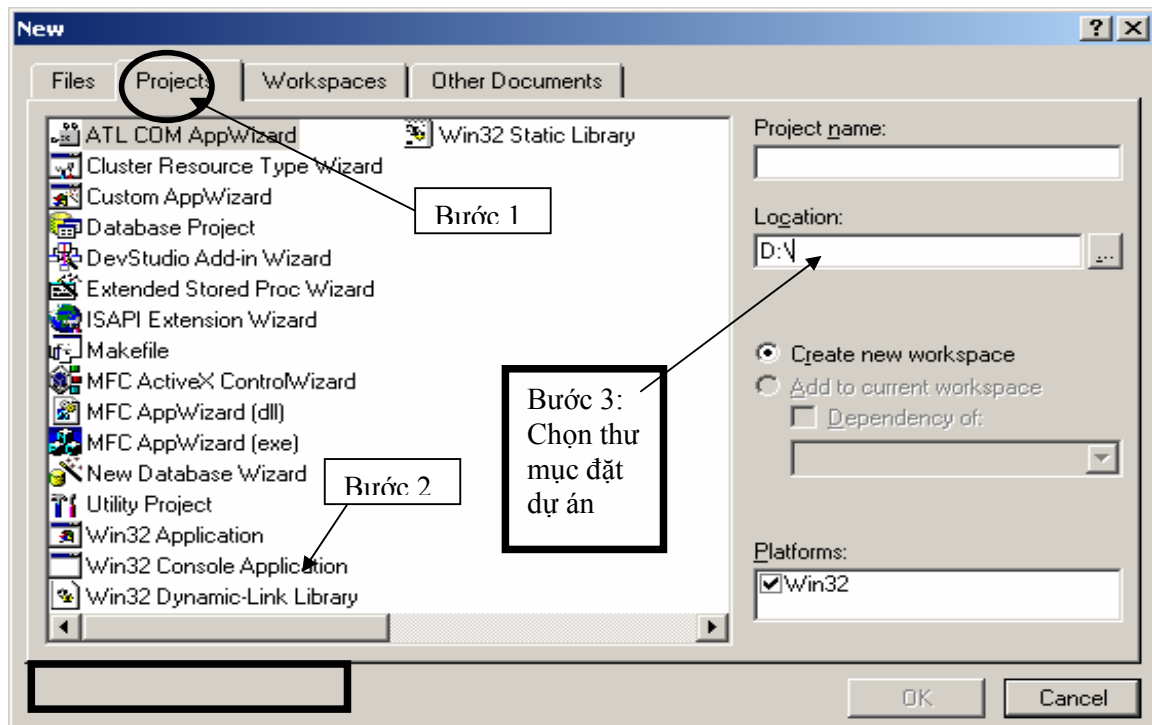 New
Files Projects Workspaces Other Documents
ATL COM AppWizard
Cluster Resource Type Wizard
Custom AppWizard
Database Project
DevStudio Add-in Wizard
Extended Stored Proc Wizard
ISAPI Extension Wizard
Makefile
MFC ActiveX ControlWizard
MFC AppWizard (dll)
MFC AppWizard (exe)
New Database Wizard
Utility Project
Win32 Application
Win32 Console Application
Win32 Dynamic-Link Library
Win32 Static Library
Bước 1
Bước 2
Bước 3:
Chọn thư
mục đặt
dự án
Project name:
Location:
D:\
...
Create new workspace
Add to current workspace
Dependency of:
Platforms:
Win32
OK Cancel